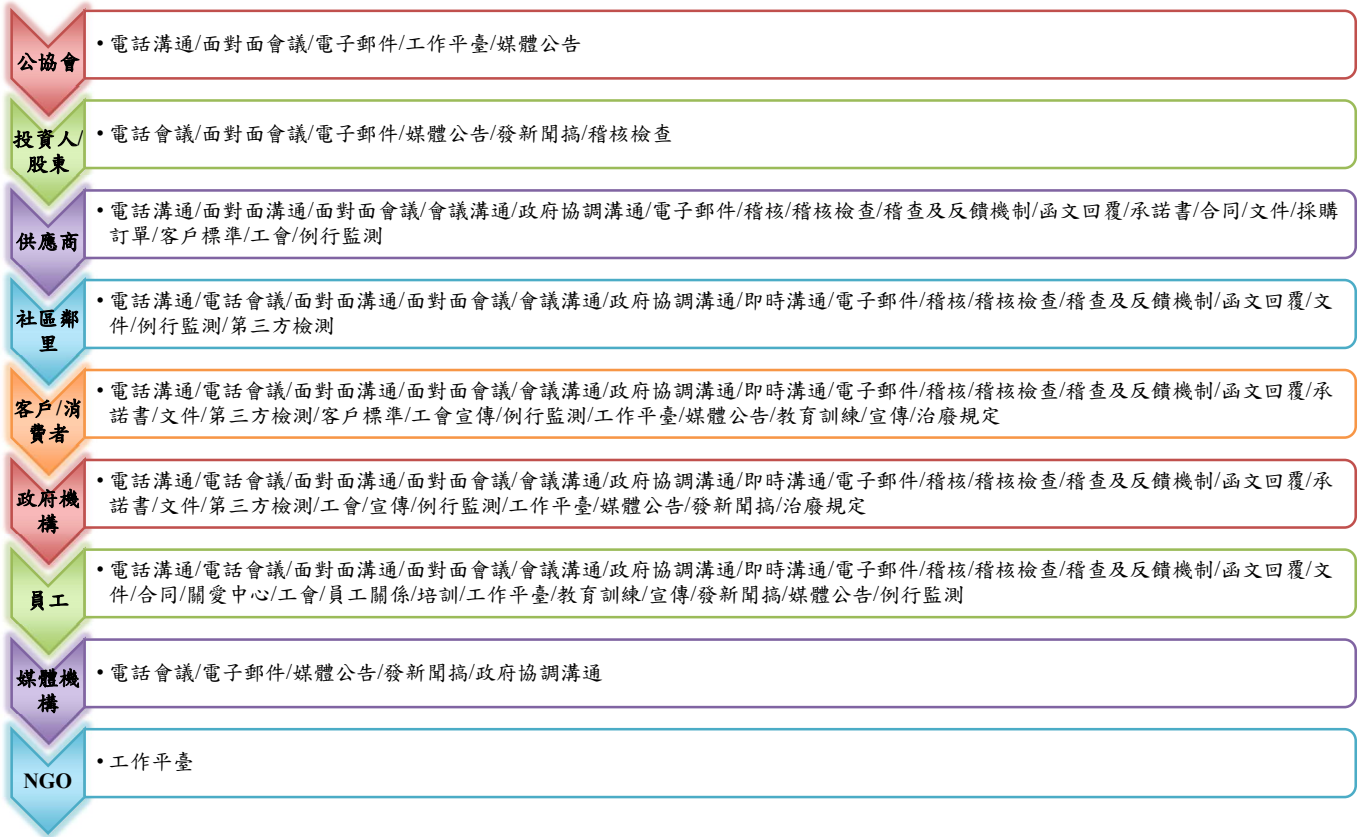 公協會
• 電話溝通/面對面會議/電子郵件/工作平臺/媒體公告
投資人/
股東
• 電話會議/面對面會議/電子郵件/媒體公告/發新聞搞/稽核檢查
供應商
• 電話溝通/面對面溝通/面對面會議/會議溝通/政府協調溝通/電子郵件/稽核/稽核檢查/稽查及反饋機制/函文回覆/承諾書/合同/文件/採購
訂單/客戶標準/工會/例行監測
社區鄰
里
• 電話溝通/電話會議/面對面溝通/面對面會議/會議溝通/政府協調溝通/即時溝通/電子郵件/稽核/稽核檢查/稽查及反饋機制/函文回覆/文
件/例行監測/第三方檢測
客戶/消
費者
• 電話溝通/電話會議/面對面溝通/面對面會議/會議溝通/政府協調溝通/即時溝通/電子郵件/稽核/稽核檢查/稽查及反饋機制/函文回覆/承
諾書/文件/第三方檢測/客戶標準/工會宣傳/例行監測/工作平臺/媒體公告/教育訓練/宣傳/治廢規定
政府機
構
• 電話溝通/電話會議/面對面溝通/面對面會議/會議溝通/政府協調溝通/即時溝通/電子郵件/稽核/稽核檢查/稽查及反饋機制/函文回覆/承
諾書/文件/第三方檢測/工會/宣傳/例行監測/工作平臺/媒體公告/發新聞搞/治廢規定
員工
• 電話溝通/電話會議/面對面溝通/面對面會議/會議溝通/政府協調溝通/即時溝通/電子郵件/稽核/稽核檢查/稽查及反饋機制/函文回覆/文
件/合同/關愛中心/工會/員工關係/培訓/工作平臺/教育訓練/宣傳/發新聞搞/媒體公告/例行監測
媒體機
構
• 電話會議/電子郵件/媒體公告/發新聞搞/政府協調溝通
NGO
• 工作平臺